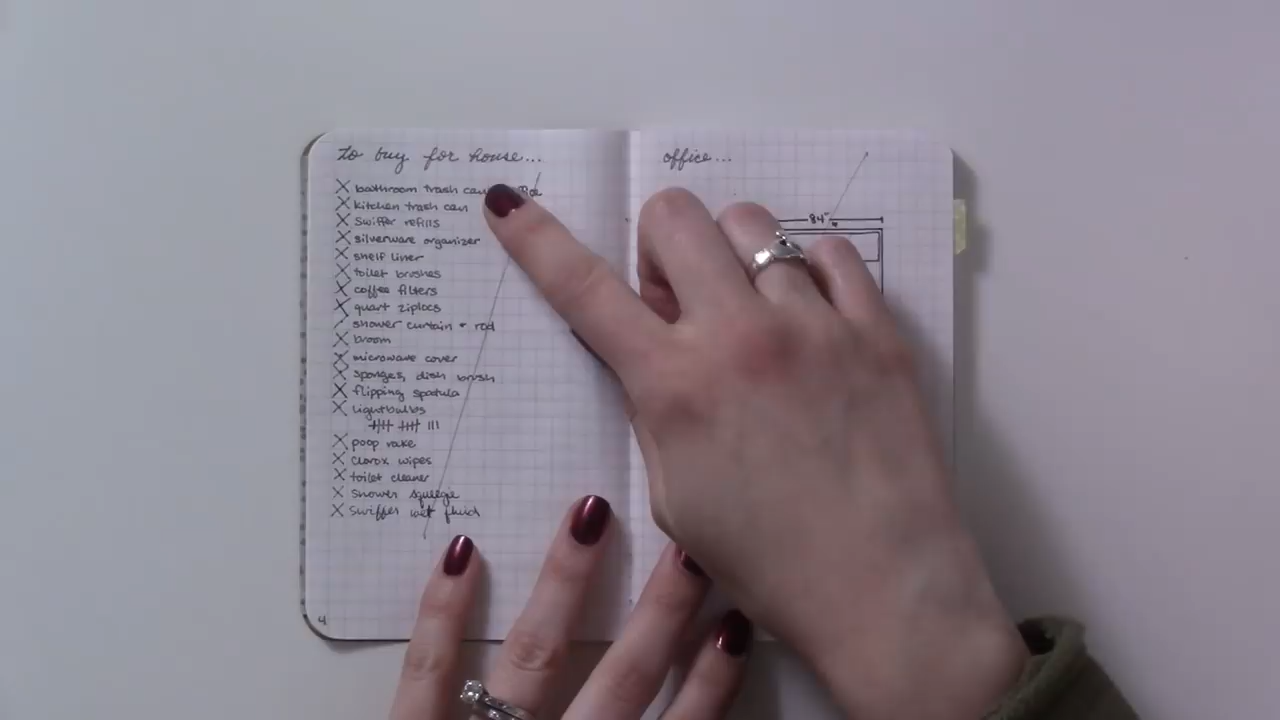 to buy for house...
X bathroom trash can
X kitchen trash can
X Swiffer refills
X silverware organizer
X shelf liner
X toilet brushes
X coffee filters
X quart ziplocs
/ shower curtain + rod
X broom
X microwave cover
X sponges, dish brush
X flipping spatula
X lightbulbs
X poop rake
X clorox wipes
X toilet cleaner
X shower squeege
X swiffer wet fluid
4
office...
84"